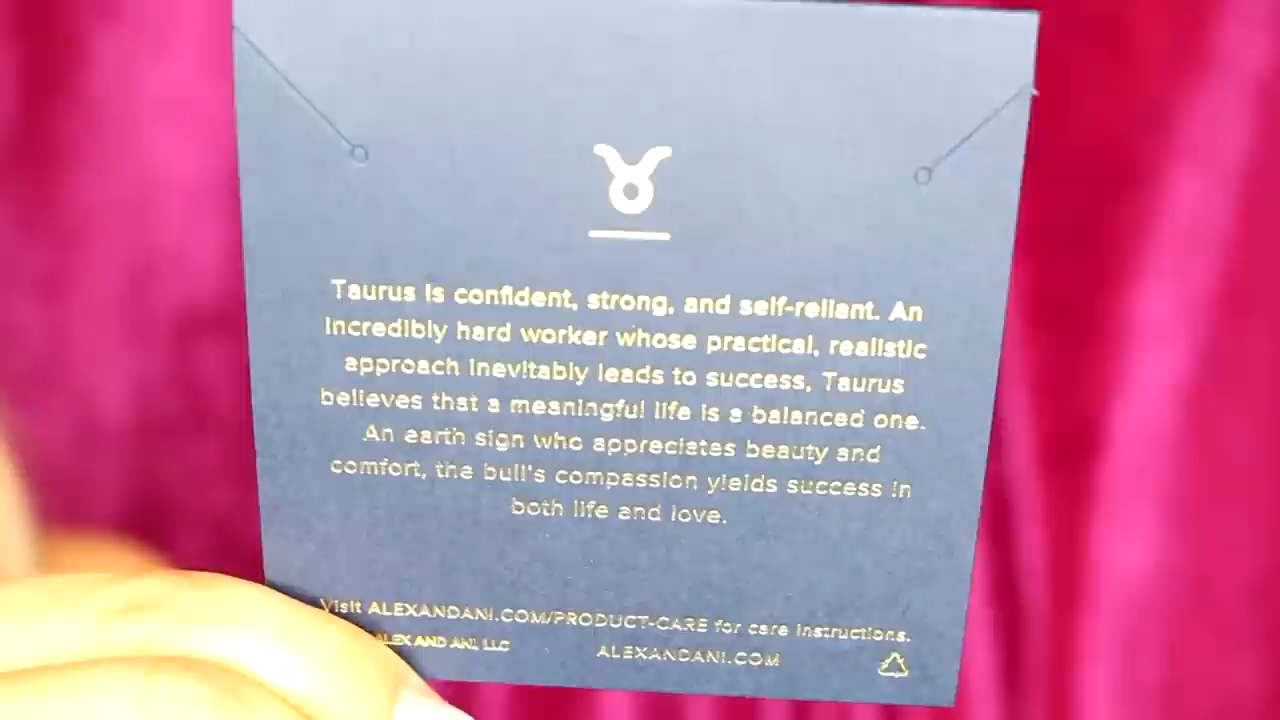 Taurus is confident, strong, and self-reliant. An
incredibly hard worker whose practical, realistic
approach inevitably leads to success, Taurus
believes that a meaningful life is a balanced one.
An earth sign who appreciates beauty and
comfort, the bull's compassion yields success in
both life and love.
Visit ALEXANDANI.COM/PRODUCT-CARE for care instructions.
ALEX AND ANI, LLC
ALEXANDANI.COM